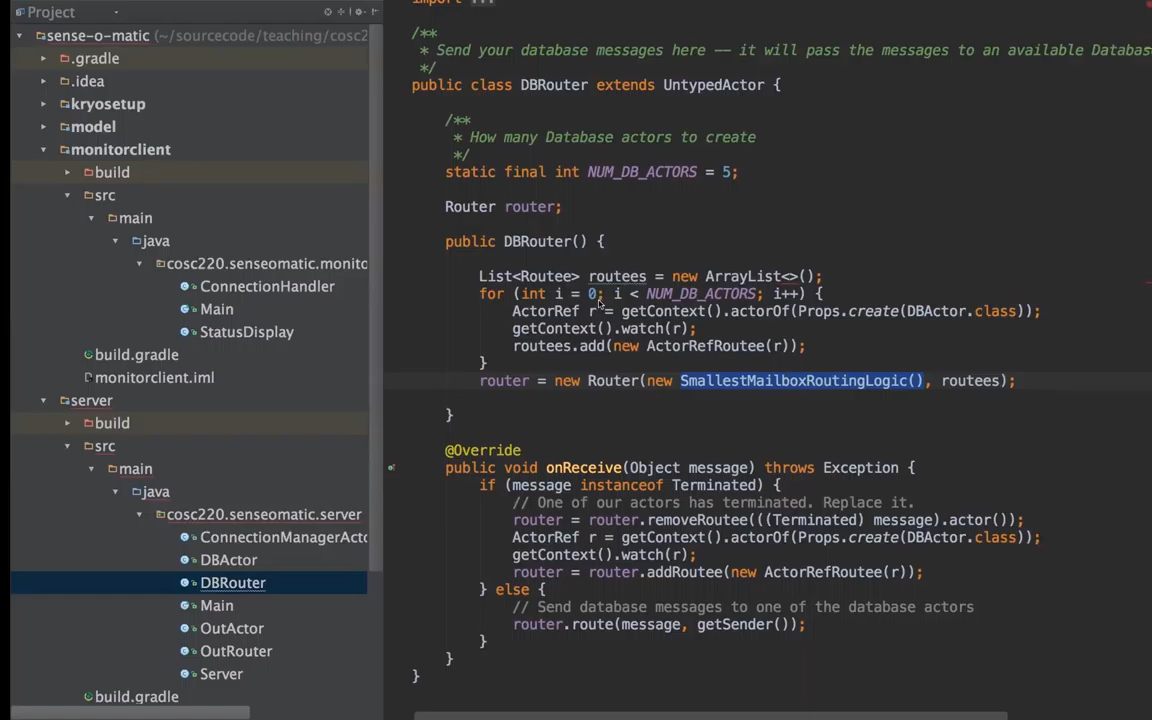 Project
sense-o-matic (~/sourcecode/teaching/cosc2
.gradle
.idea
kryosetup
model
monitorclient
build
src
main
java
cosc220.senseomatic.monito
ConnectionHandler
Main
StatusDisplay
build.gradle
monitorclient.iml
server
build
src
main
java
cosc220.senseomatic.server
ConnectionManagerActo
DBActor
DBRouter
Main
OutActor
OutRouter
Server
build.gradle
import ...
/**
* Send your database messages here -- it will pass the messages to an available Databas
*/
public class DBRouter extends UntypedActor {
/**
* How many Database actors to create
*/
static final int NUM_DB_ACTORS = 5;
Router router;
public DBRouter() {
List<Routee> routees = new ArrayList<>();
for (int i = 0; i < NUM_DB_ACTORS; i++) {
ActorRef r = getContext().actorOf(Props.create(DBActor.class));
getContext().watch(r);
routees.add(new ActorRefRoutee(r));
}
router = new Router(new SmallestMailboxRoutingLogic(), routees);
}
@Override
public void onReceive(Object message) throws Exception {
if (message instanceof Terminated) {
// One of our actors has terminated. Replace it.
router = router.removeRoutee(((Terminated) message).actor());
ActorRef r = getContext().actorOf(Props.create(DBActor.class));
getContext().watch(r);
router = router.addRoutee(new ActorRefRoutee(r));
} else {
// Send database messages to one of the database actors
router.route(message, getSender());
}
}
}